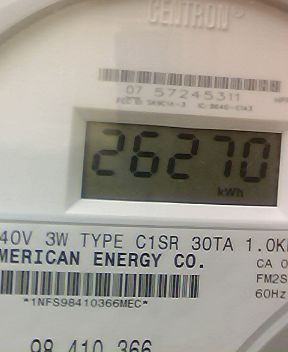 CENTRON®
07 57245311
26270
kWh
40V 3W TYPE C1SR 30TA 1.0K
MERICAN ENERGY CO.
CA 0
FM2S
60Hz
*1NFS98410366MEC*
98 410 366